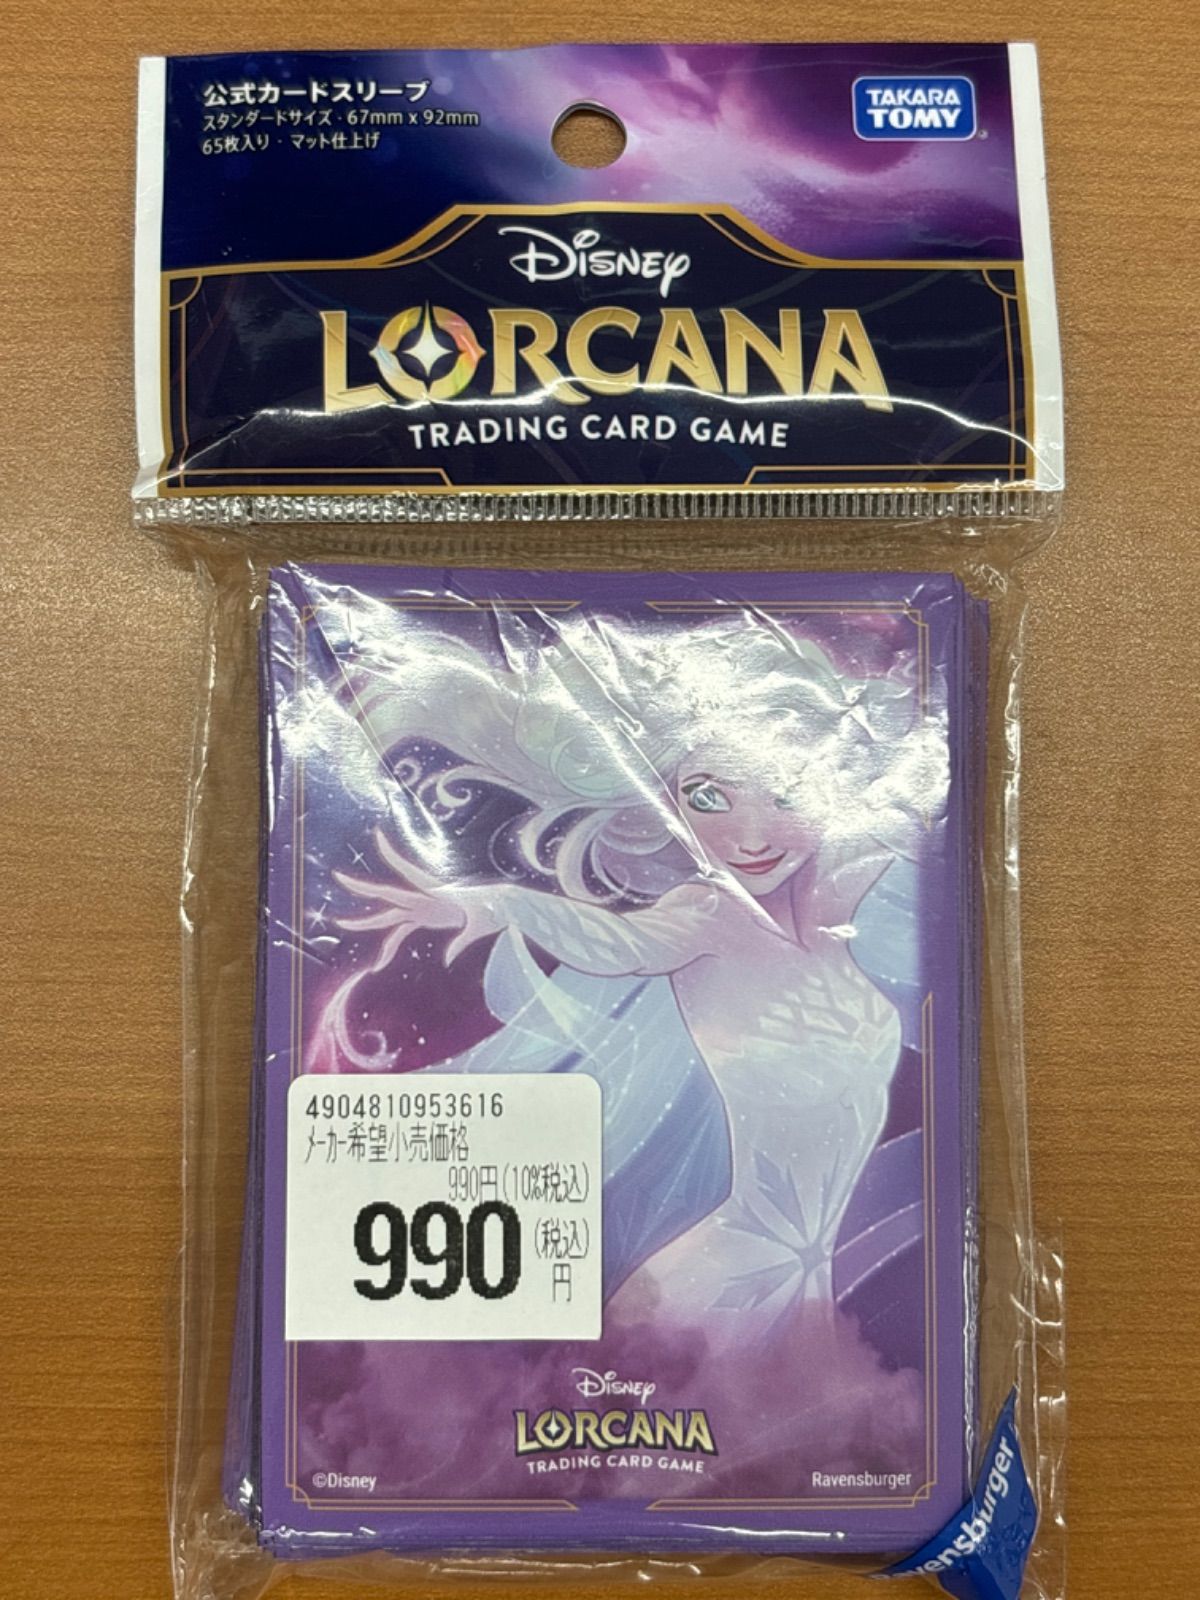 公式カードスリーブ
スタンダードサイズ・67mm x 92mm
65枚入り・マット仕上げ
TAKARA
TOMY
Disney
LORCANA
TRADING CARD GAME
4904810953616
メーカー希望小売価格
990円(10%税込)
990(税込)
円
Disney
LORCANA
TRADING CARD GAME
©Disney
Ravensburger
Ravensburger